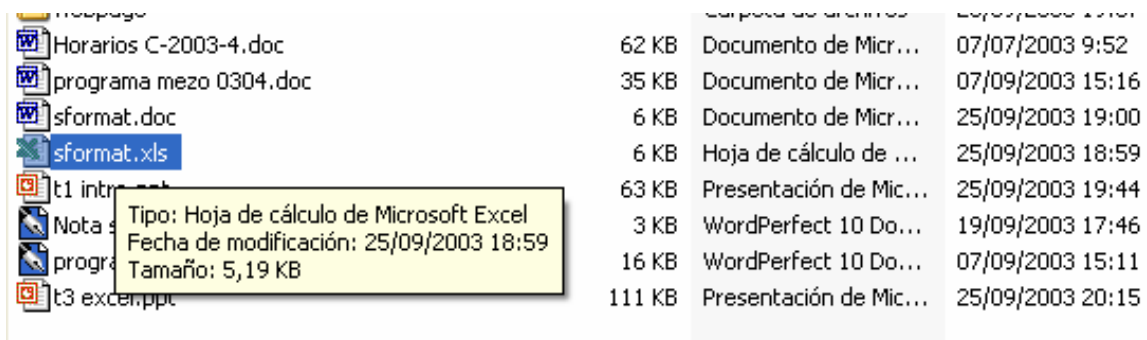 Horarios C-2003-4.doc 62 KB Documento de Micr... 07/07/2003 9:52
programa mezo 0304.doc 35 KB Documento de Micr... 07/09/2003 15:16
sformat.doc 6 KB Documento de Micr... 25/09/2003 19:00
sformat.xls 6 KB Hoja de cálculo de ... 25/09/2003 18:59
t1 63 KB Presentación de Mic... 25/09/2003 19:44
Tipo: Hoja de cálculo de Microsoft Excel
Fecha de modificación: 25/09/2003 18:59
Tamaño: 5,19 KB
Nota 3 KB WordPerfect 10 Do... 19/09/2003 17:46
16 KB WordPerfect 10 Do... 07/09/2003 15:11
t3 excel.ppt 111 KB Presentación de Mic... 25/09/2003 20:15